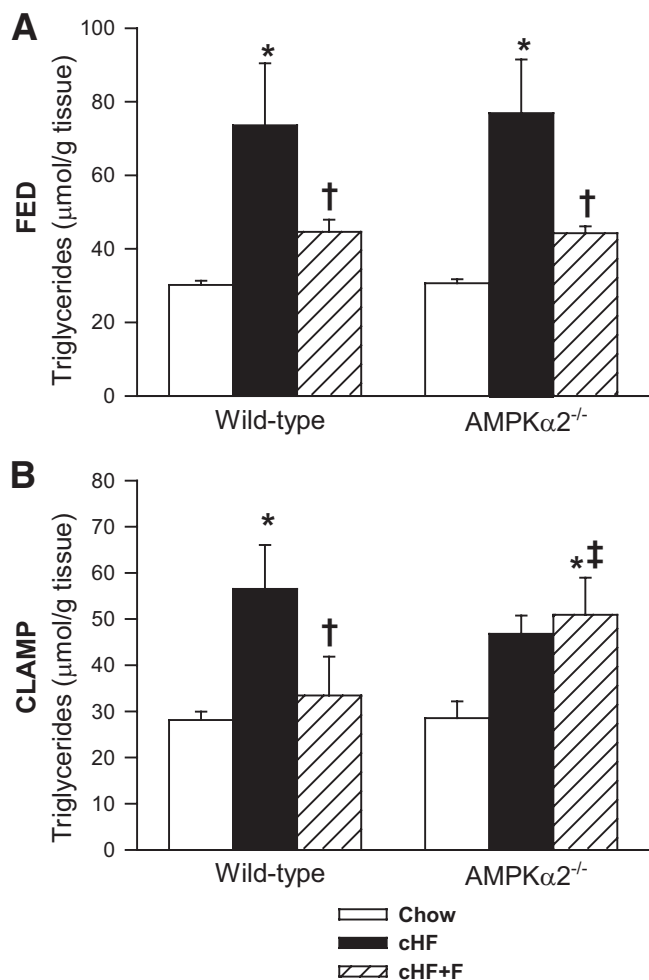 A
FED
Triglycerides (μmol/g tissue)
100
80
60
40
20
0
*
†
*
†
Wild-type
AMPKα2-/-
B
CLAMP
Triglycerides (μmol/g tissue)
80
70
60
50
40
30
20
10
0
*
†
*‡
Wild-type
AMPKα2-/-
Chow
cHF
cHF+F